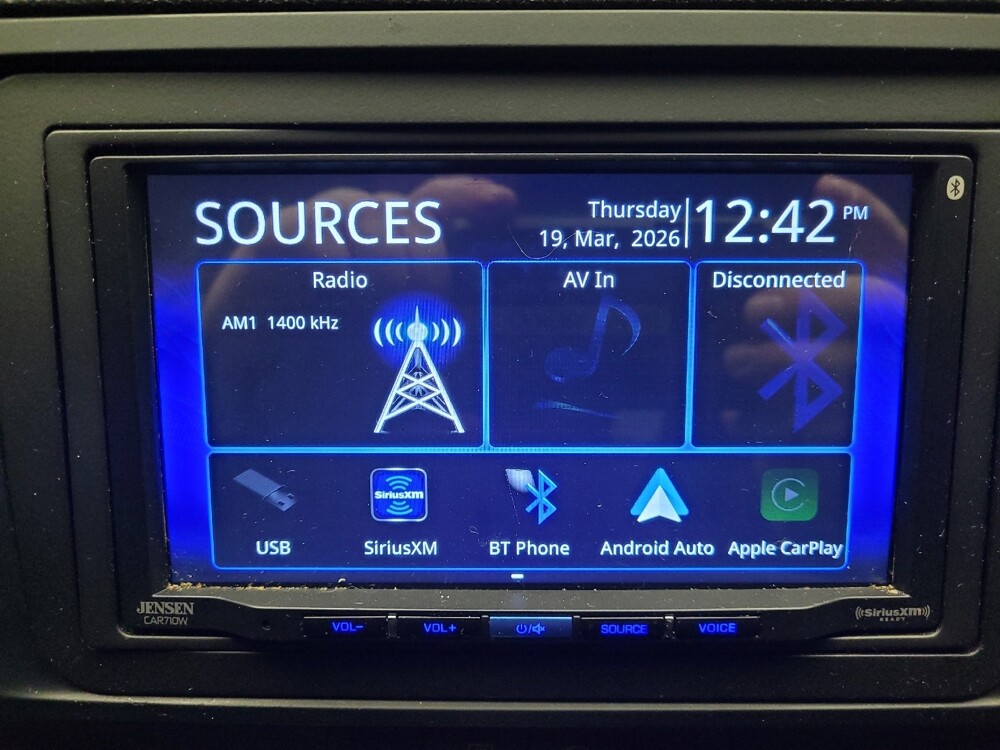 SOURCES
Thursday
19, Mar, 2026
12:42 PM
Radio
AM1 1400 kHz
AV In
Disconnected
USB
SiriusXM
SiriusXM
BT Phone
Android Auto
Apple CarPlay
JENSEN
CAR710W
VOL-
VOL+
SOURCE
VOICE
SiriusXM
READY